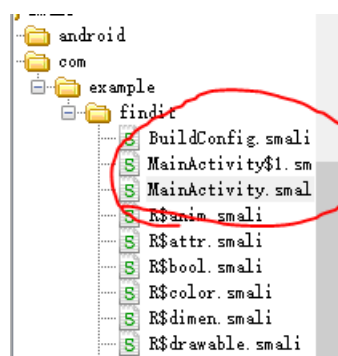 android
com
example
findit
BuildConfig.smali
MainActivity$1.sm
MainActivity.smal
R$anim.smali
R$attr.smali
R$bool.smali
R$color.smali
R$dimen.smali
R$drawable.smali